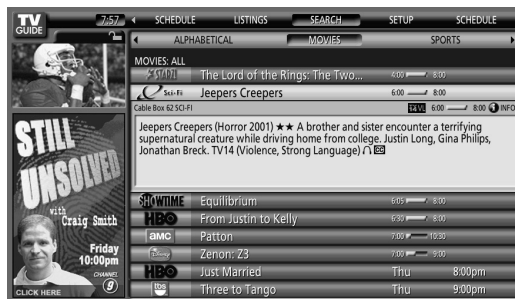 TV
GUIDE
7:57
SCHEDULE LISTINGS SEARCH SETUP SCHEDULE
ALPHABETICAL MOVIES SPORTS
MOVIES: ALL
STARZ! The Lord of the Rings: The Two... 4:00 8:00
Sci-Fi Jeepers Creepers 6:00 8:00
Cable Box 62 SCI-FI 14VL 6:00 8:00 INFO
Jeepers Creepers (Horror 2001) ★★ A brother and sister encounter a terrifying
supernatural creature while driving home from college. Justin Long, Gina Philips,
Jonathan Breck. TV14 (Violence, Strong Language) CC
SHOWTIME Equilibrium 6:05 8:00
HBO From Justin to Kelly 6:30 8:00
AMC Patton 7:00 10:30
Disney Zenon: Z3 7:00 9:00
HBO Just Married Thu 8:00pm
tbs Three to Tango Thu 9:00pm
STILL
UNSOLVED
with
Craig Smith
Friday
10:00pm
CHANNEL
9
CLICK HERE